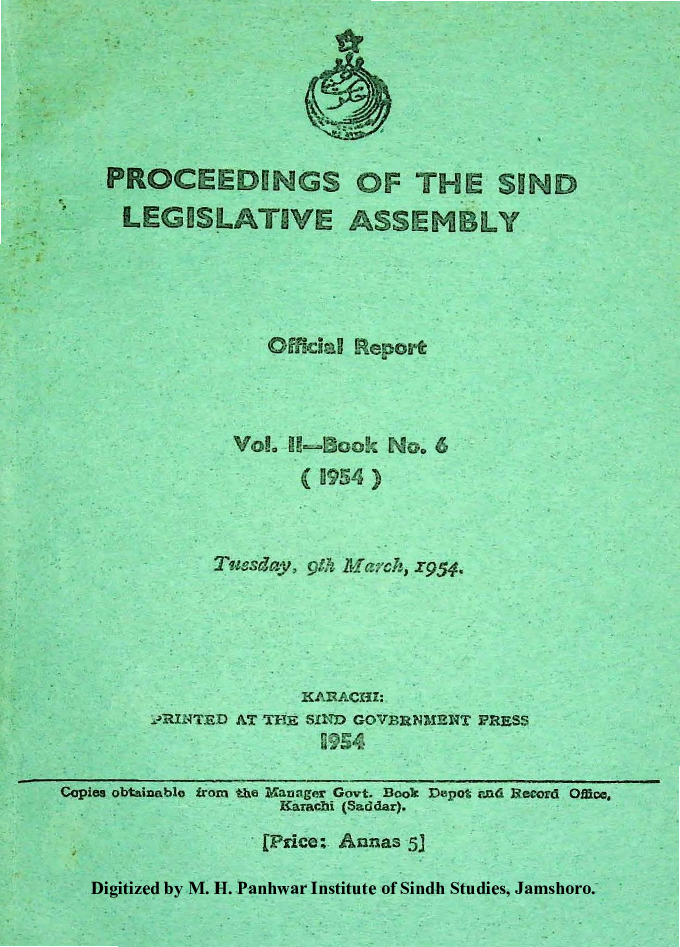 PROCEEDINGS OF THE SIND
LEGISLATIVE ASSEMBLY
Official Report
Vol. II—Book No. 6
( 1954 )
Tuesday, 9th March, 1954.
KARACHI:
PRINTED AT THE SIND GOVERNMENT PRESS
1954
Copies obtainable from the Manager Govt. Book Depot and Record Office,
Karachi (Saddar).
[Price: Annas 5]
Digitized by M. H. Panhwar Institute of Sindh Studies, Jamshoro.